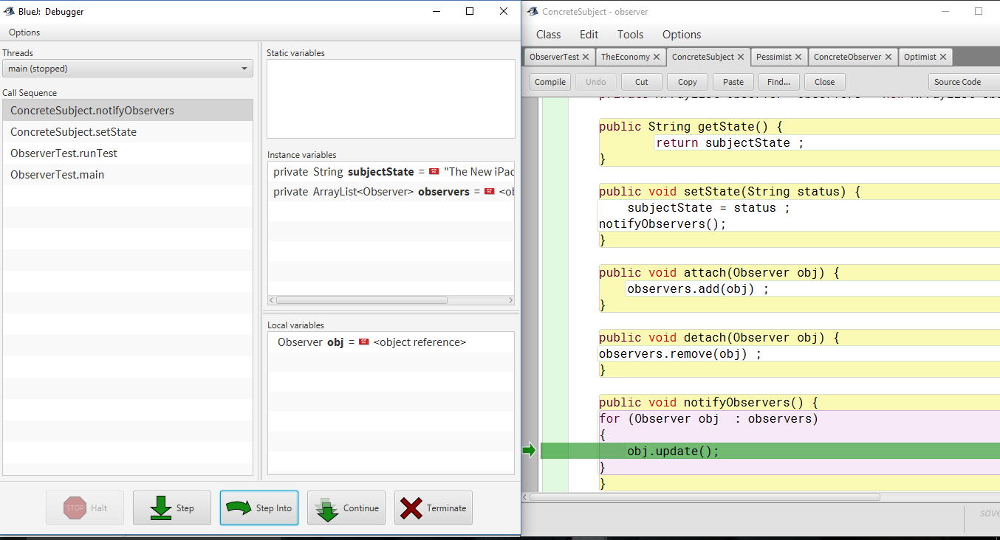 BlueJ: Debugger
Options
Threads
main (stopped)
Call Sequence
ConcreteSubject.notifyObservers
ConcreteSubject.setState
ObserverTest.runTest
ObserverTest.main
Static variables
Instance variables
private String subjectState = "The New iPad
private ArrayList<Observer> observers = <ob
Local variables
Observer obj = <object reference>
STOP Halt
Step
Step Into
Continue
Terminate
ConcreteSubject - observer
Class Edit Tools Options
ObserverTest TheEconomy ConcreteSubject Pessimist ConcreteObserver Optimist
Compile Undo Cut Copy Paste Find... Close Source Code
public String getState() {
return subjectState ;
}
public void setState(String status) {
subjectState = status ;
notifyObservers();
}
public void attach(Observer obj) {
observers.add(obj) ;
}
public void detach(Observer obj) {
observers.remove(obj) ;
}
public void notifyObservers() {
for (Observer obj : observers)
{
obj.update();
}
}
save